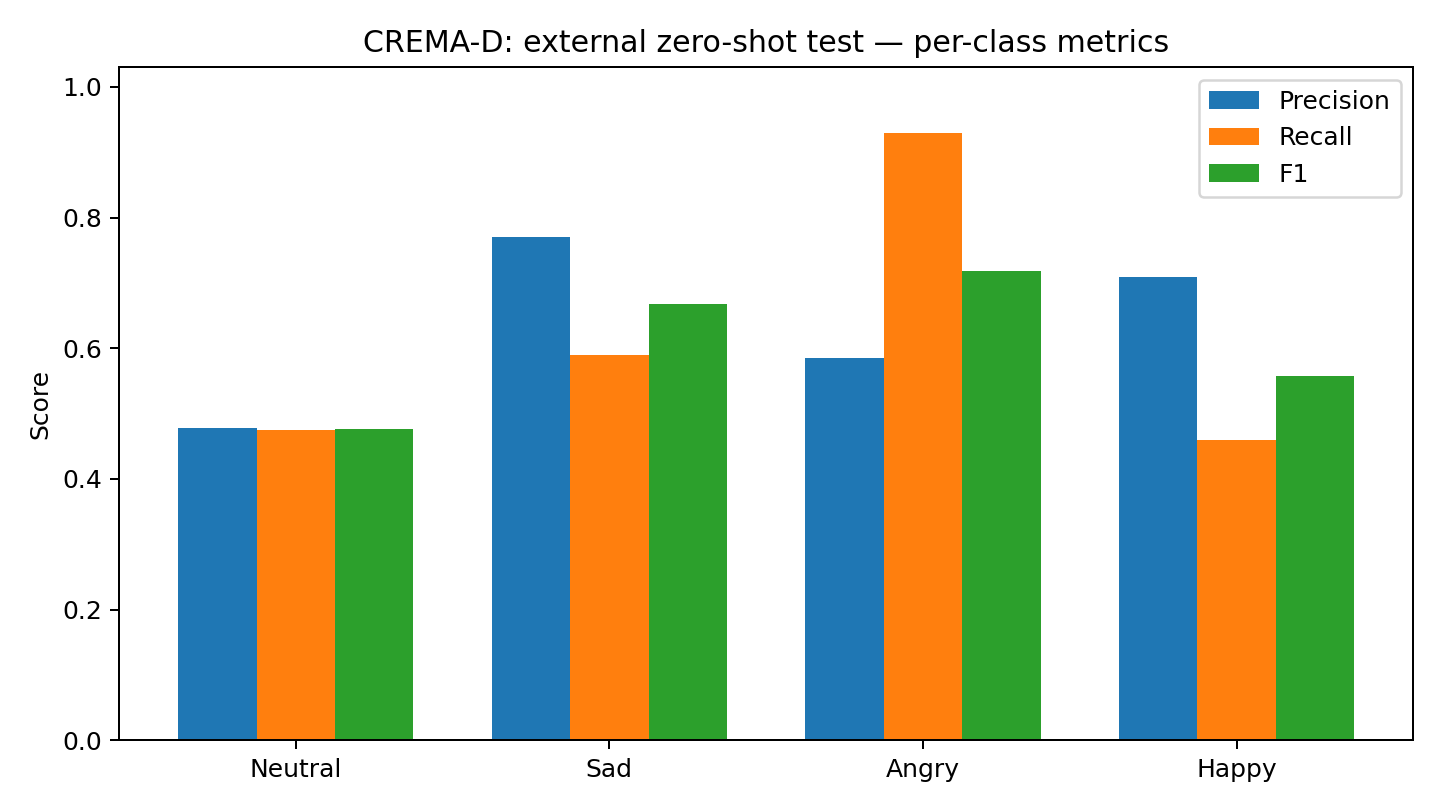 CREMA-D: external zero-shot test — per-class metrics
1.0
0.8
0.6
0.4
0.2
0.0
Score
Precision
Recall
F1
Neutral
Sad
Angry
Happy